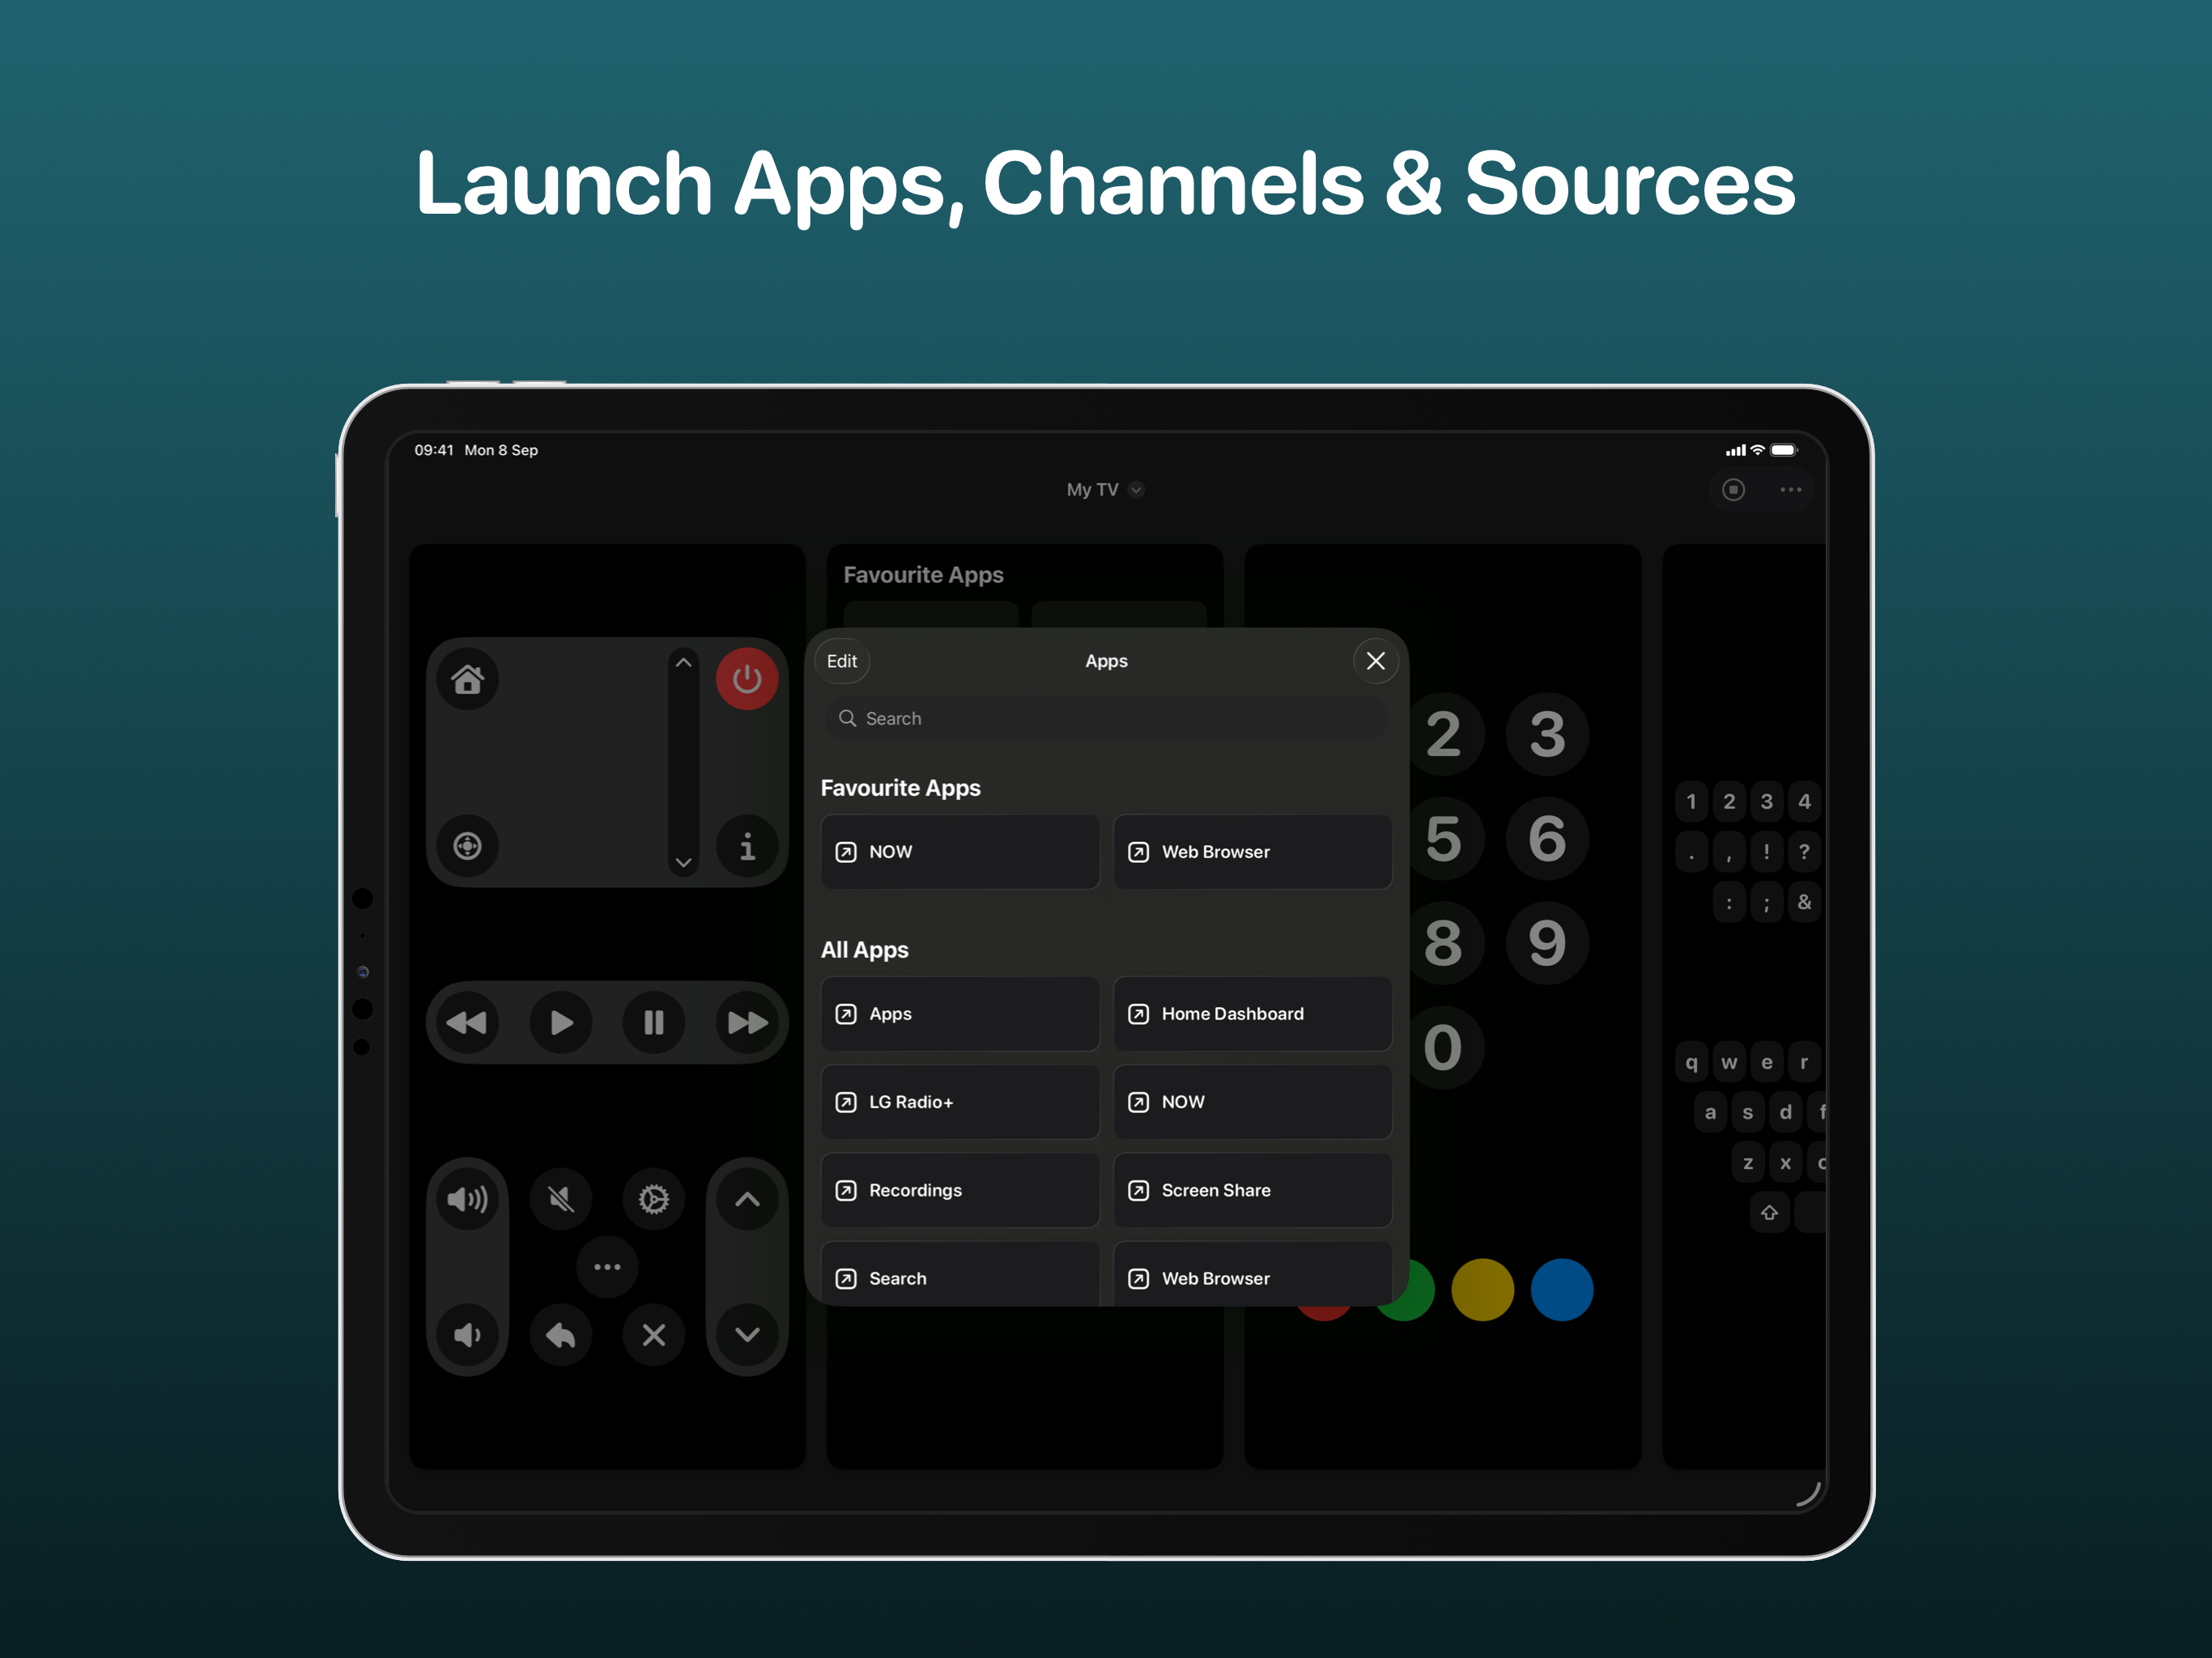 Launch Apps, Channels & Sources
09:41 Mon 8 Sep
My TV
Favourite Apps
Edit
Apps
Search
Favourite Apps
NOW
Web Browser
All Apps
Apps
Home Dashboard
LG Radio+
NOW
Recordings
Screen Share
Search
Web Browser
2 3
5 6
8 9
0
1 2 3 4
. , ! ?
: ; &
q w e r
a s d f
z x c